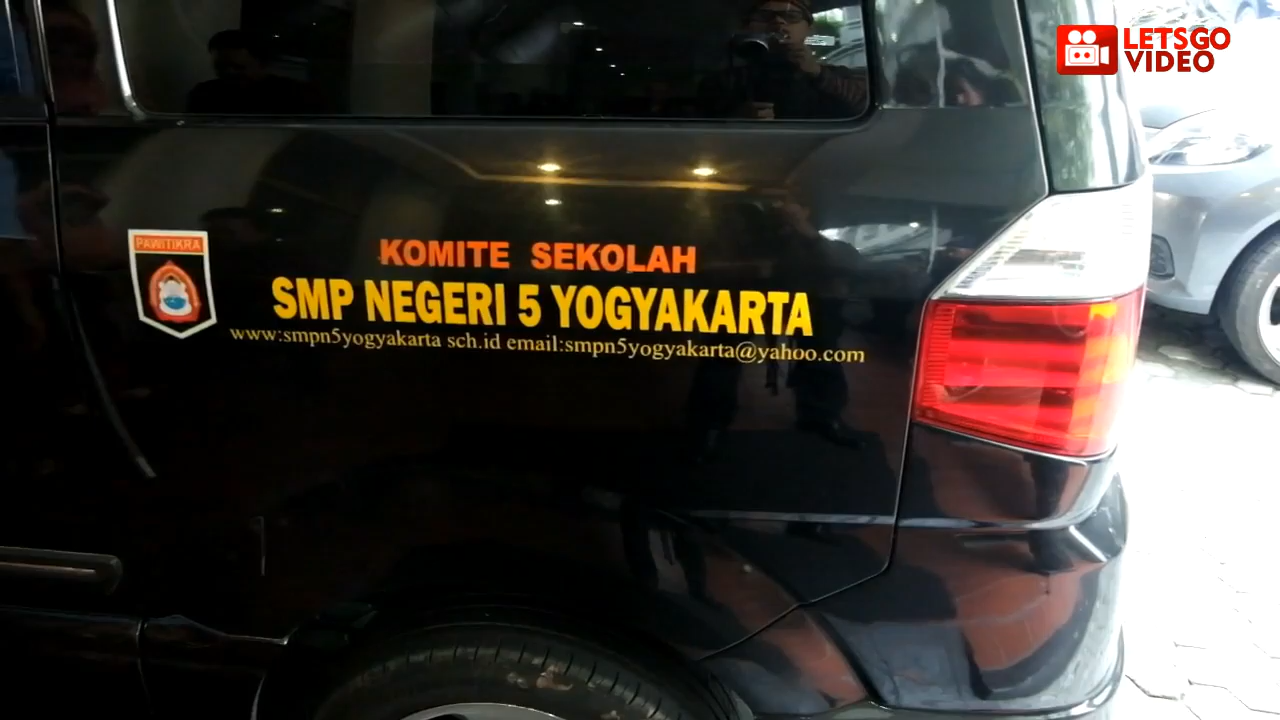 LETSGO
VIDEO
PAWITIKRA
KOMITE SEKOLAH
SMP NEGERI 5 YOGYAKARTA
www:smpn5yogyakarta sch.id email:smpn5yogyakarta@yahoo.com